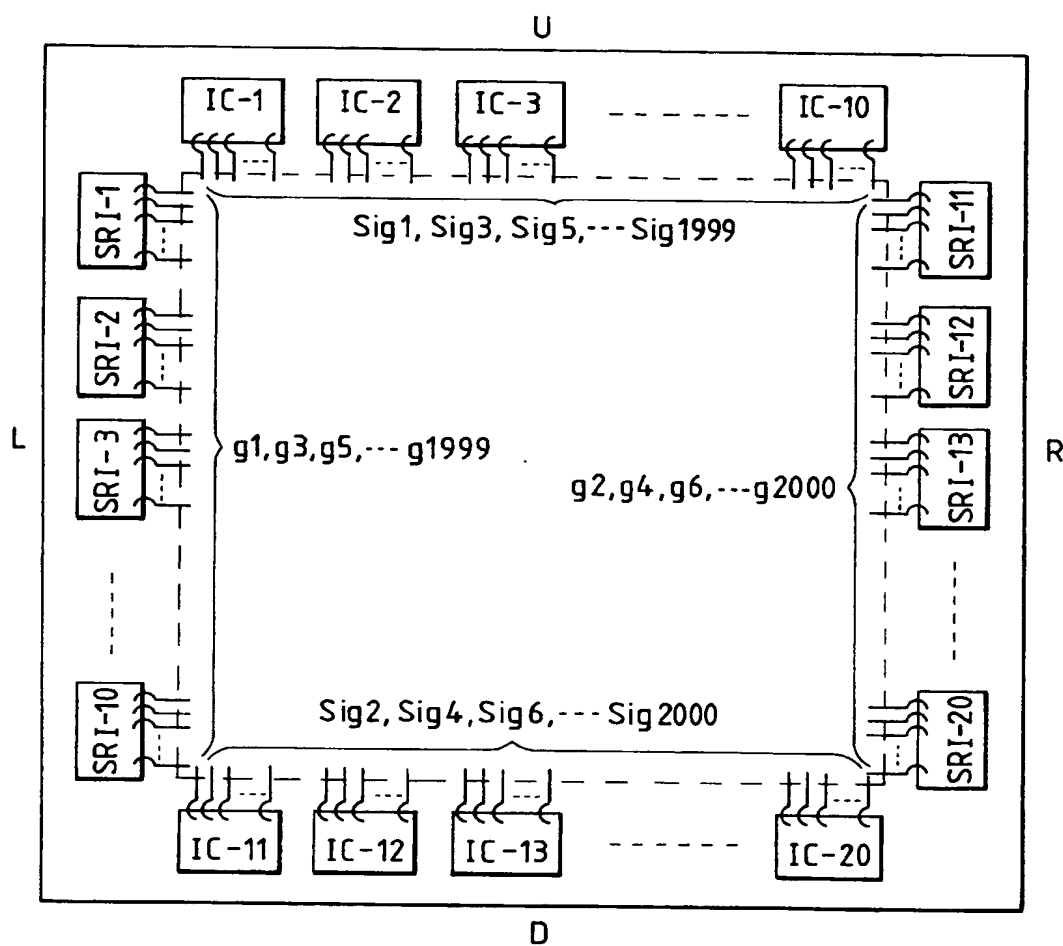 U
IC-1 IC-2 IC-3 IC-10
SRI-1
SRI-11
Sig1, Sig3, Sig5,--- Sig1999
SRI-2
SRI-12
L
SRI-3
g1,g3,g5,--- g1999
R
SRI-13
g2,g4,g6,---g2000
SRI-10
SRI-20
Sig2, Sig4, Sig6,--- Sig2000
IC-11 IC-12 IC-13 IC-20
D